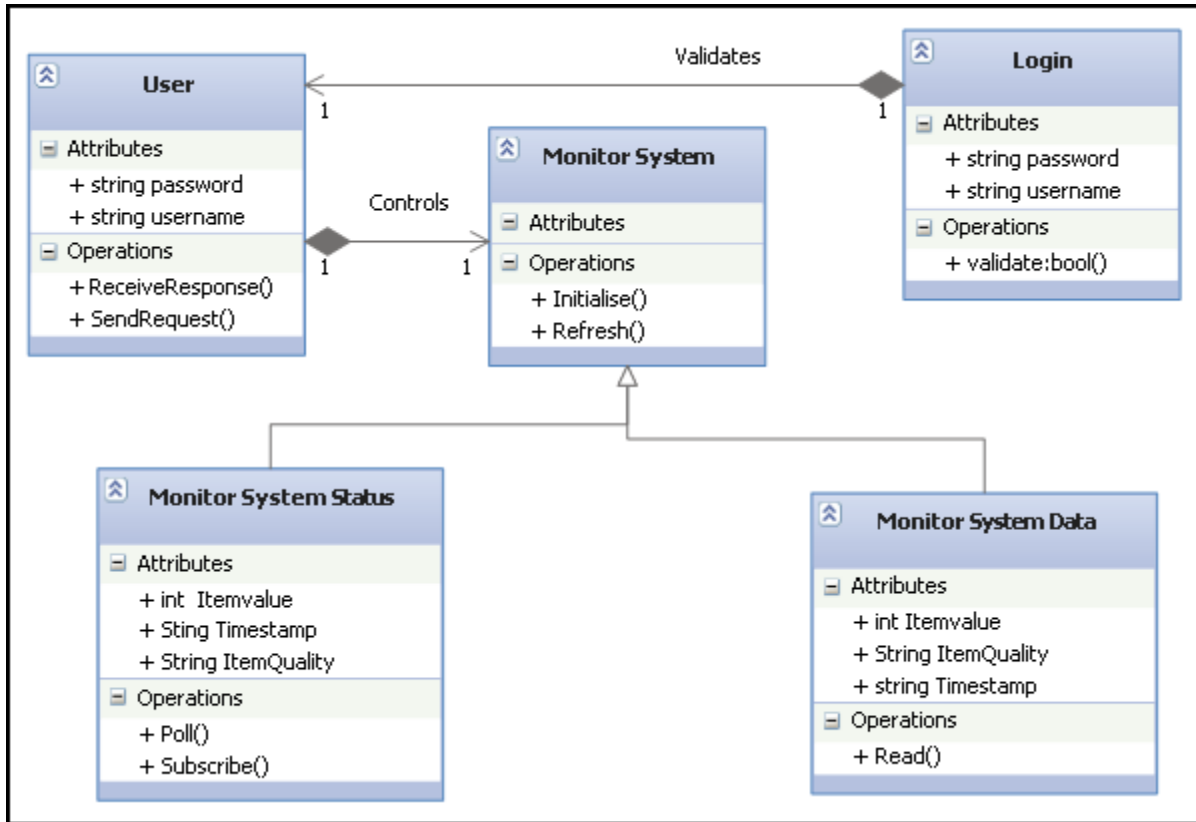 User
Attributes
+ string password
+ string username
Operations
+ ReceiveResponse()
+ SendRequest()
Validates
1
1
Login
Attributes
+ string password
+ string username
Operations
+ validate:bool()
Controls
1
1
Monitor System
Attributes
Operations
+ Initialise()
+ Refresh()
Monitor System Status
Attributes
+ int Itemvalue
+ Sting Timestamp
+ String ItemQuality
Operations
+ Poll()
+ Subscribe()
Monitor System Data
Attributes
+ int Itemvalue
+ String ItemQuality
+ string Timestamp
Operations
+ Read()